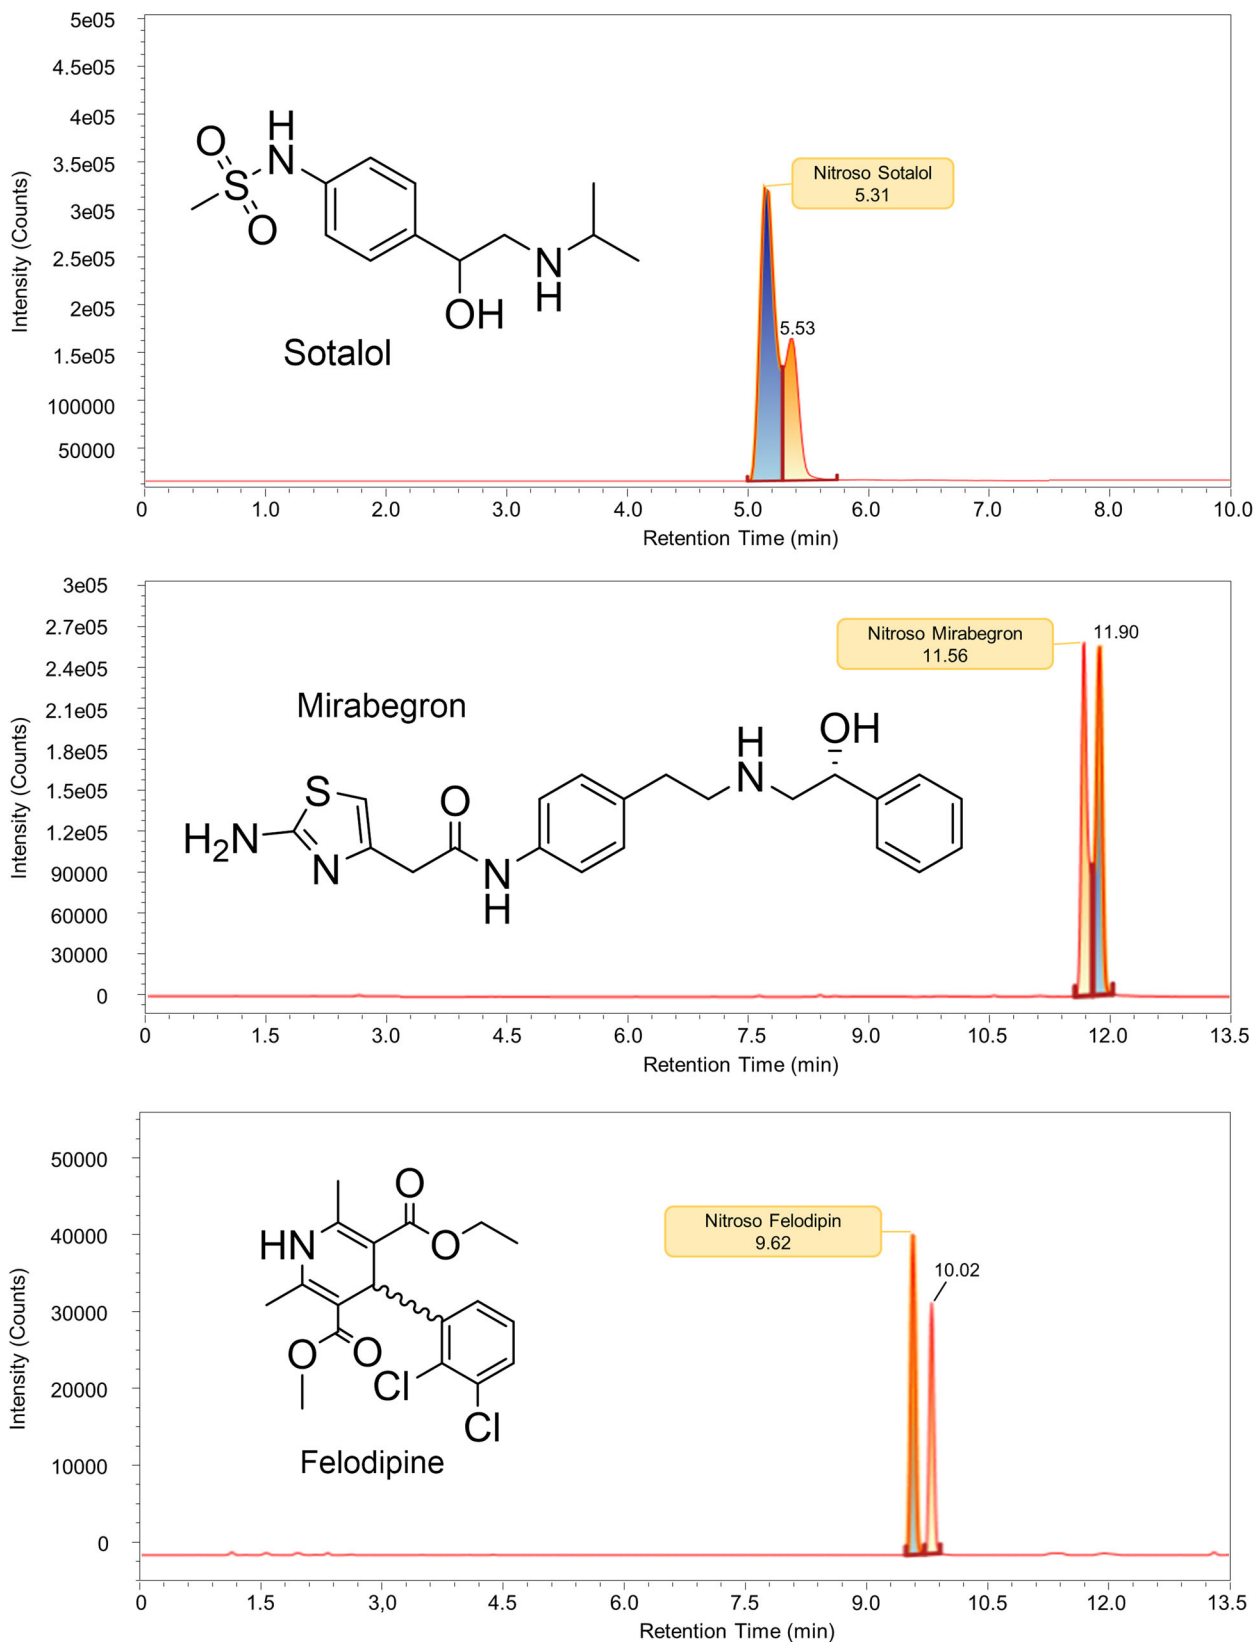 5e05
4.5e05
4e05
3.5e05
3e05
2.5e05
2e05
1.5e05
100000
50000
Intensity (Counts)
O
H
N
S
O
N
H
OH
Sotalol
Nitroso Sotalol
5.31
5.53
0 1.0 2.0 3.0 4.0 5.0 6.0 7.0 8.0 10.0
Retention Time (min)
3e05
2.7e05
2.4e05
2.1e05
1.8e05
1.5e05
1.2e05
90000
60000
30000
0
Intensity (Counts)
Nitroso Mirabegron
11.56
11.90
Mirabegron
H2N
S
N
O
N
H
H
N
OH
0 1.5 3.0 4.5 6.0 7.5 9.0 10.5 12.0 13.5
Retention Time (min)
50000
40000
30000
20000
10000
0
Intensity (Counts)
O
HN
O
O
O
Cl
Cl
Felodipine
Nitroso Felodipin
9.62
10.02
0 1.5 3,0 4.5 6.0 7.5 9.0 10.5 12.0 13.5
Retention Time (min)